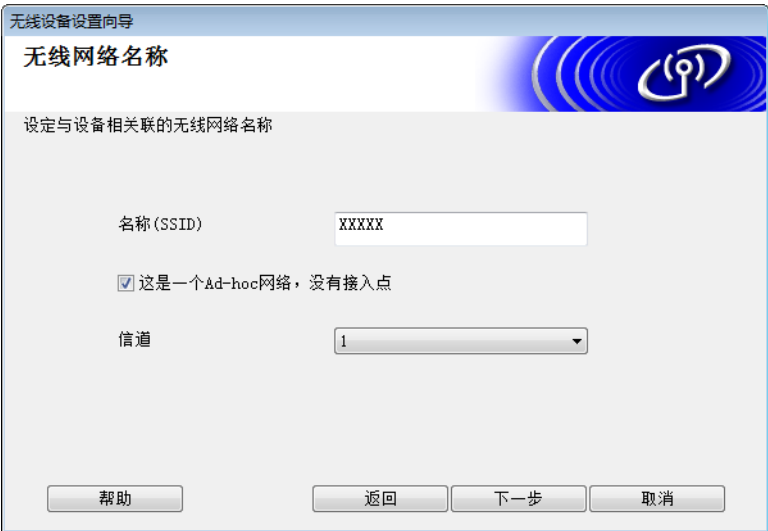 无线设备设置向导
无线网络名称
设定与设备相关联的无线网络名称
名称(SSID)
XXXXX
这是一个Ad-hoc网络，没有接入点
信道
1
帮助
返回
下一步
取消